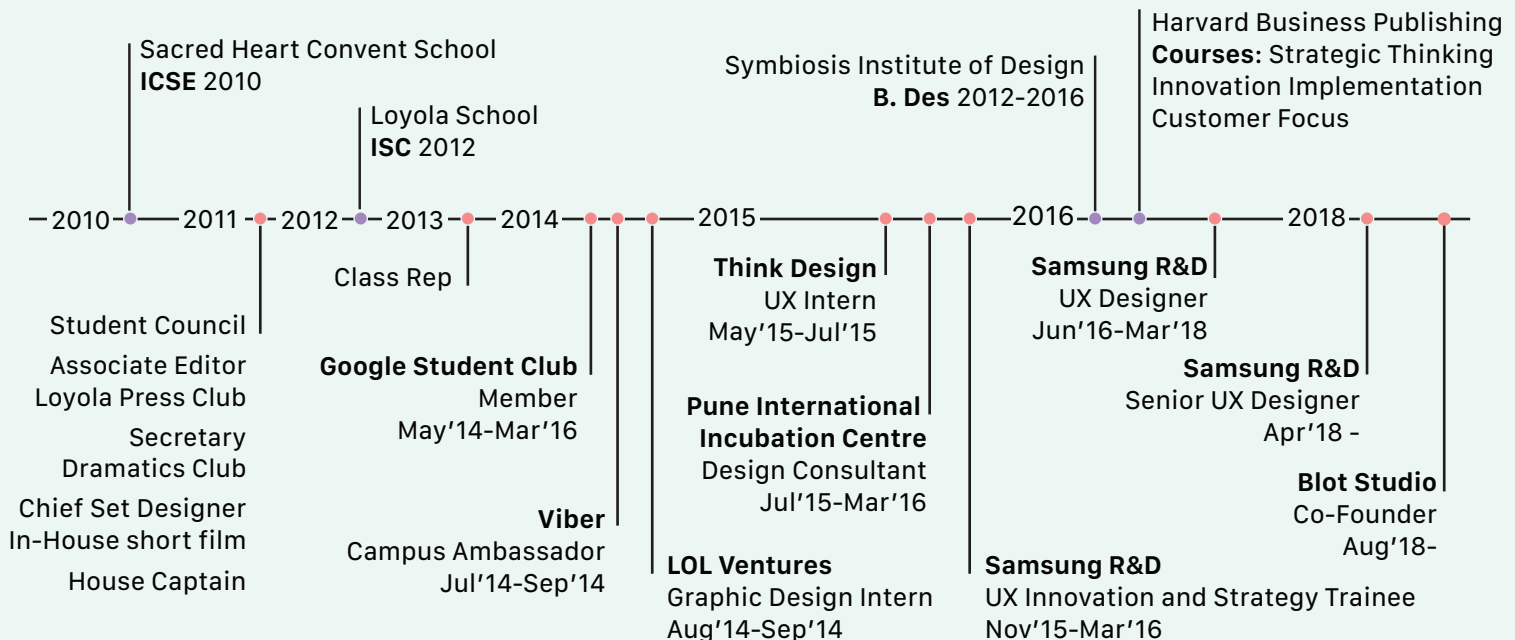 Sacred Heart Convent School
ICSE 2010
Loyola School
ISC 2012
Symbiosis Institute of Design
B. Des 2012-2016
Harvard Business Publishing
Courses: Strategic Thinking
Innovation Implementation
Customer Focus
2010 2011 2012 2013 2014 2015 2016 2018
Student Council
Associate Editor
Loyola Press Club
Secretary
Dramatics Club
Chief Set Designer
In-House short film
House Captain
Class Rep
Google Student Club
Member
May'14-Mar'16
Viber
Campus Ambassador
Jul'14-Sep'14
LOL Ventures
Graphic Design Intern
Aug'14-Sep'14
Think Design
UX Intern
May'15-Jul'15
Pune International
Incubation Centre
Design Consultant
Jul'15-Mar'16
Samsung R&D
UX Innovation and Strategy Trainee
Nov'15-Mar'16
Samsung R&D
UX Designer
Jun'16-Mar'18
Samsung R&D
Senior UX Designer
Apr'18 -
Blot Studio
Co-Founder
Aug'18-